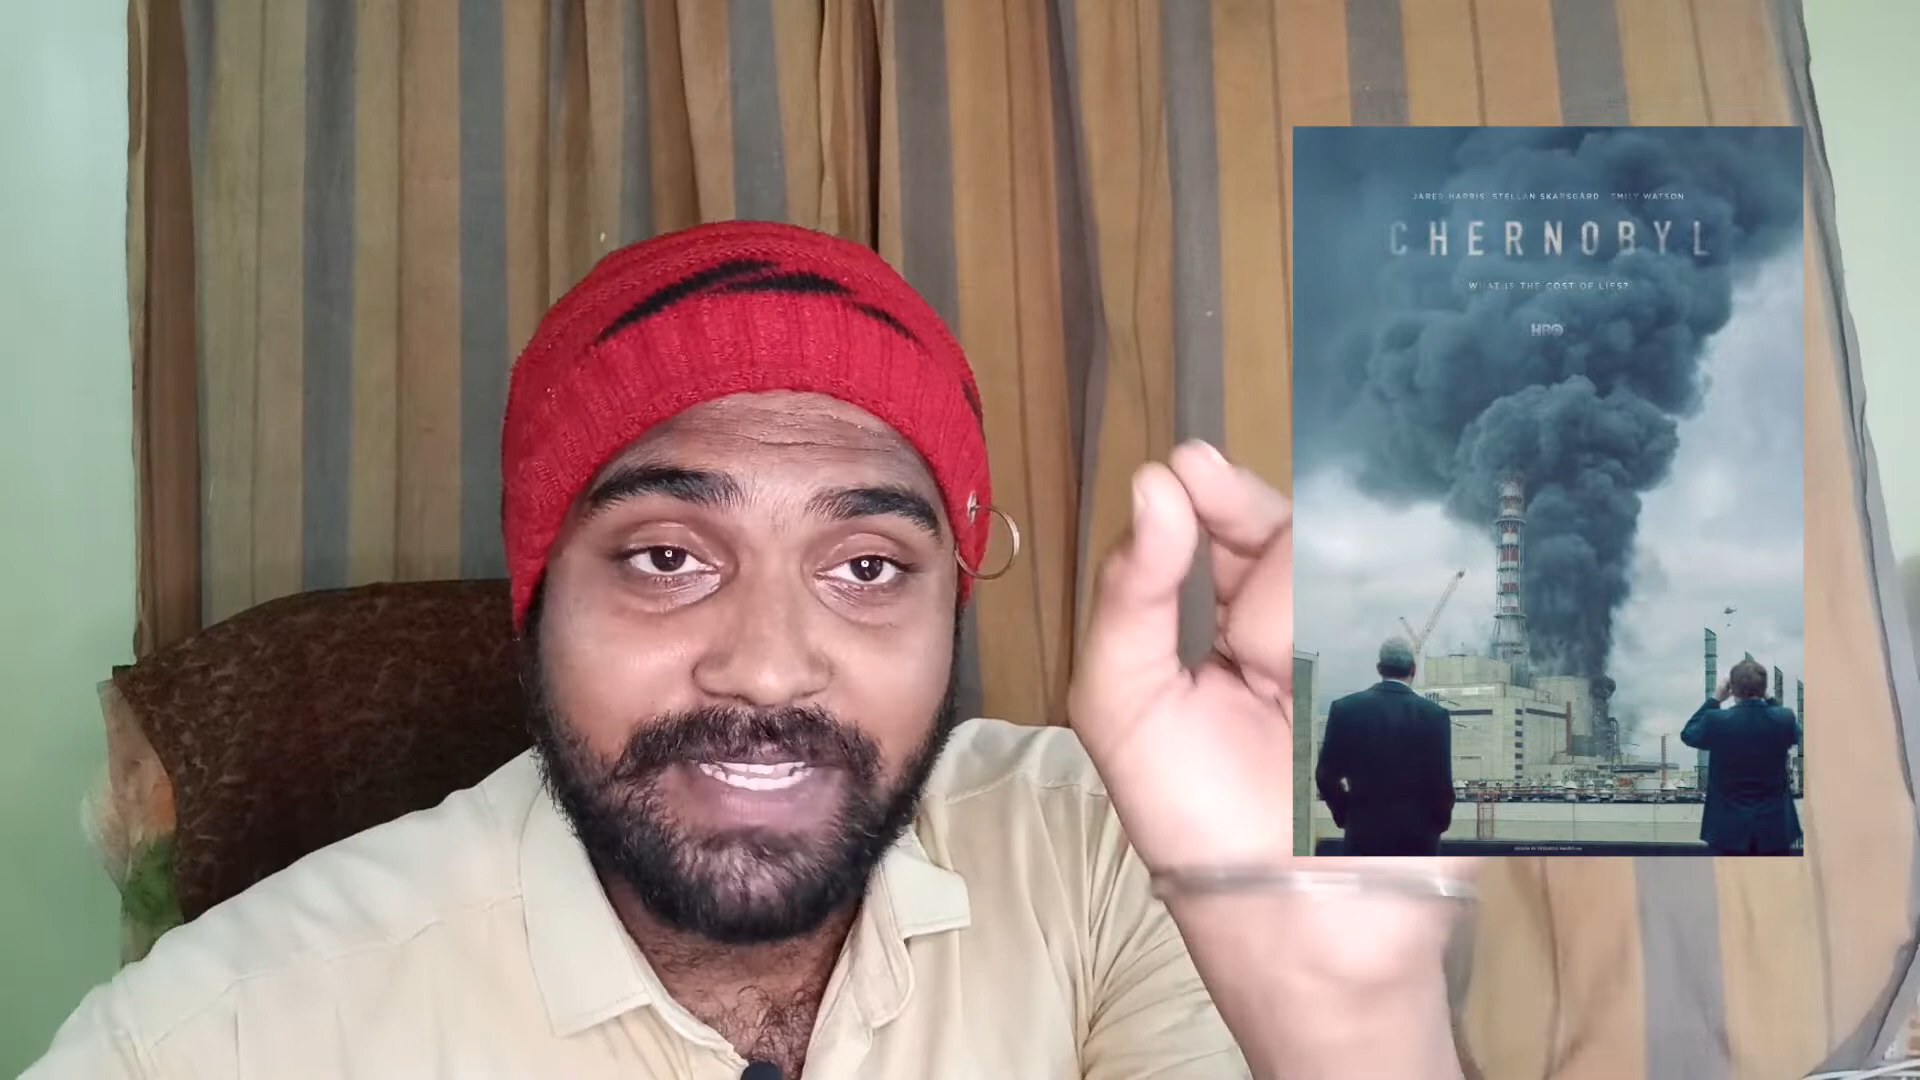 JARED HARRIS STELLAN SKARSGÅRD EMILY WATSON
CHERNOBYL
WHAT IS THE COST OF LIES?
HBO